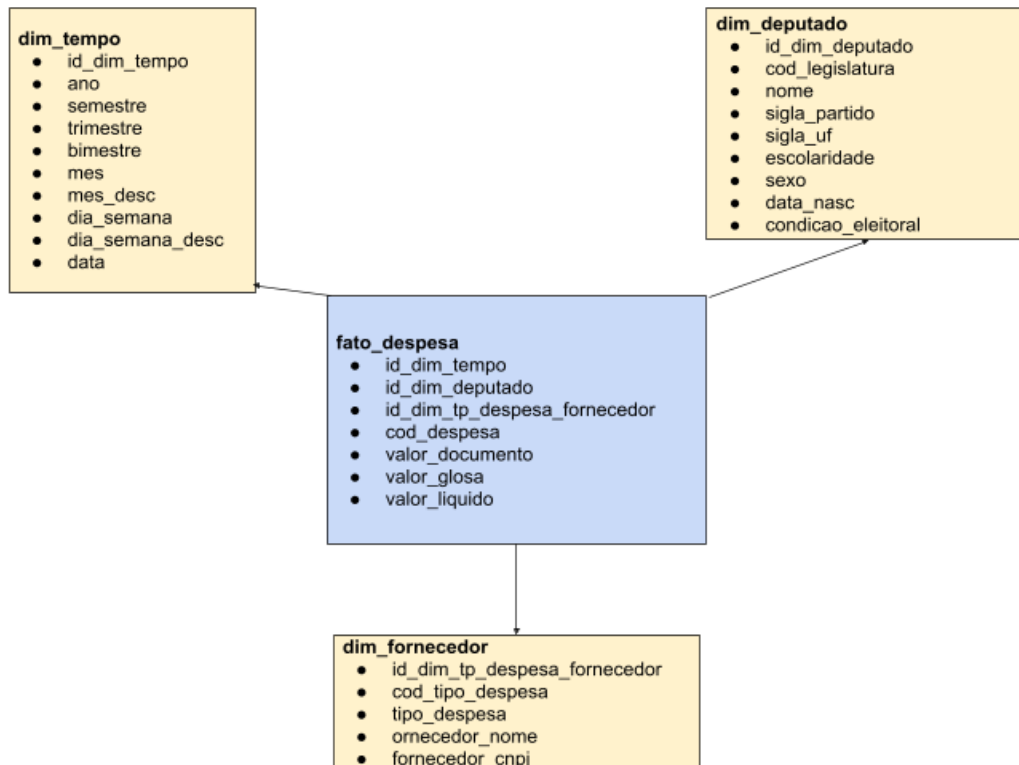 dim_tempo
● id_dim_tempo
● ano
● semestre
● trimestre
● bimestre
● mes
● mes_desc
● dia_semana
● dia_semana_desc
● data
dim_deputado
● id_dim_deputado
● cod_legislatura
● nome
● sigla_partido
● sigla_uf
● escolaridade
● sexo
● data_nasc
● condicao_eleitoral
fato_despesa
● id_dim_tempo
● id_dim_deputado
● id_dim_tp_despesa_fornecedor
● cod_despesa
● valor_documento
● valor_glosa
● valor_liquido
dim_fornecedor
● id_dim_tp_despesa_fornecedor
● cod_tipo_despesa
● tipo_despesa
● ornecedor_nome
● fornecedor_cnpj